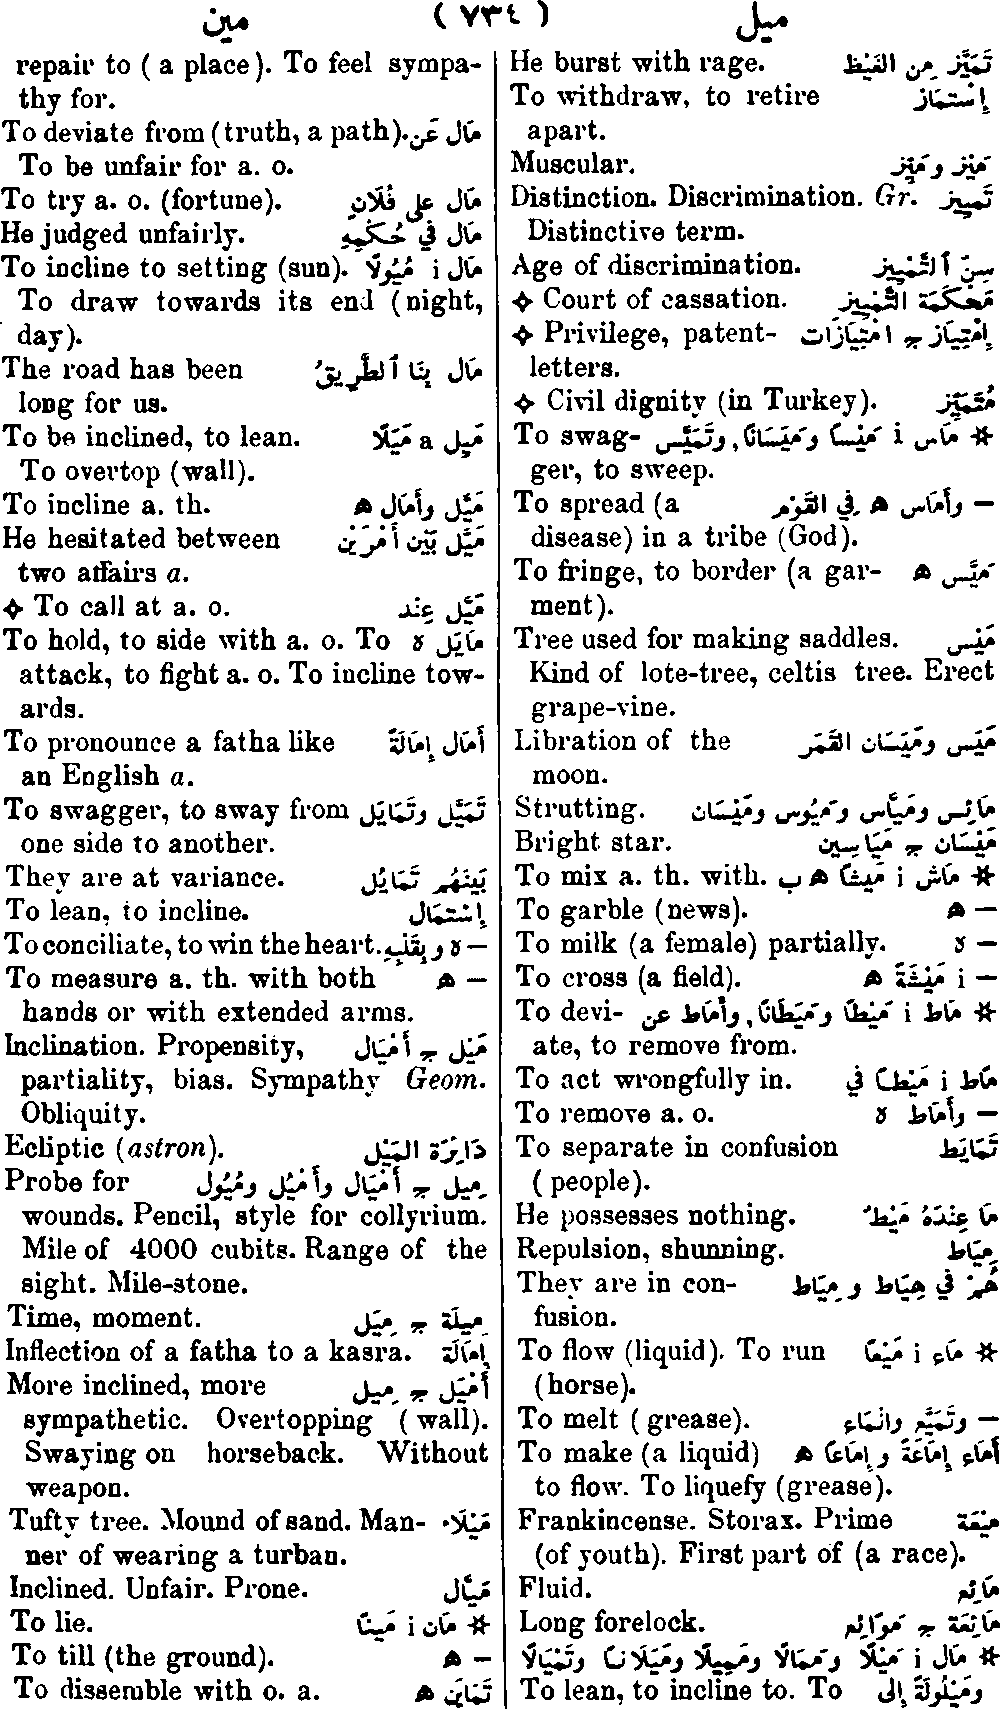 ميل ( ٧٣٤ ) مين
He burst with rage. تَمَيَّز مِن الغَيْظ
To withdraw, to retire إِسْتَمَاز
apart.
Muscular. مَيْز ومَيِّز
Distinction. Discrimination. Gr. تَمْيِيز
Distinctive term.
Age of discrimination. سِنّ ٱلتَّمْيِيز
✧ Court of cassation. مَحْكَمَة التَّمْيِيز
✧ Privilege, patent- إِمْتِيَاز ج امْتِيَازَات
letters.
✧ Civil dignity (in Turkey). مُتَمَيِّز
To swag- مَاس i مَيْسًا ومَيَسَانًا, وتَمَيَّس ✲
ger, to sweep.
To spread (a — وأَمَاس ه فِي القَوْم
disease) in a tribe (God).
To fringe, to border (a gar- مَيَّس ه
ment).
Tree used for making saddles. مَيْس
Kind of lote-tree, celtis tree. Erect
grape-vine.
Libration of the مَيْس ومَيَسَان القَمَر
moon.
Strutting. مَائِس ومَيَّاس ومَيُوس ومَيْسَان
Bright star. مَيْسَان ج مَيَاسِين
To mix a. th. with. مَاش i مَيْشًا ه ب ✲
To garble (news). — ه
To milk (a female) partially. — ة
To cross (a field). — i مَيْشَةً ه
To devi- مَاط i مَيْطًا ومَيَطَانًا, وأَمَاط عن ✲
ate, to remove from.
To act wrongfully in. مَاط i مَيْطًا في
To remove a. o. — وأَمَاط ة
To separate in confusion تَمَايَط
(people).
He possesses nothing. مَا عِنْدَهُ مَيْطٌ
Repulsion, shunning. مِيَاط
They are in con- هُمْ في هِيَاط و مِيَاط
fusion.
To flow (liquid). To run مَاع i مَيْعًا ✲
(horse).
To melt (grease). — وتَمَيَّع وانْمَاع
To make (a liquid) أَمَاع إِمَاعَةً و إِمَاعًا ه
to flow. To liquefy (grease).
Frankincense. Storax. Prime مَيْعَة
(of youth). First part of (a race).
Fluid. مَائِع
Long forelock. مَائِعَة ج مَوَائِع
مَال i مَيْلًا ومَمَالًا ومَمِيلًا ومَيَلَانًا وتَمْيَالًا ✲
To lean, to incline to. To ومَيْلُولَةً إِلى
repair to (a place). To feel sympa-
thy for.
To deviate from (truth, a path). مَال عَن
To be unfair for a. o.
To try a. o. (fortune). مَال على فُلَان
He judged unfairly. مَال في حُكْمِهِ
To incline to setting (sun). مَال i مُيُولًا
To draw towards its end (night,
day).
The road has been مَال بِنَا ٱلطَّرِيقُ
long for us.
To be inclined, to lean. مَيِل a مَيَلًا
To overtop (wall).
To incline a. th. مَيَّل وأَمَال ه
He hesitated between مَيَّل بَيْن أَمْرَيْن
two affairs a.
✧ To call at a. o. مَيَّل عِنْد
To hold, to side with a. o. To مَايَل ة
attack, to fight a. o. To incline tow-
ards.
To pronounce a fatha like أَمَال إِمَالَةً
an English a.
To swagger, to sway from تَمَيَّل وتَمَايَل
one side to another.
They are at variance. بَيْنَهُم تَمَايُل
To lean, to incline. إِسْتَمَال
To conciliate, to win the heart. — ة و بِقَلْبِهِ
To measure a. th. with both — ه
hands or with extended arms.
Inclination. Propensity, مَيْل ج أَمْيَال
partiality, bias. Sympathy Geom.
Obliquity.
Ecliptic (astron). دَائِرَة المَيْل
Probe for مِيل ج أَمْيَال وأَمْيُل ومُيُول
wounds. Pencil, style for collyrium.
Mile of 4000 cubits. Range of the
sight. Mile-stone.
Time, moment. مِيلَة ج مِيَل
Inflection of a fatha to a kasra. إِمَالَة
More inclined, more أَمْيَل ج مِيل
sympathetic. Overtopping (wall).
Swaying on horseback. Without
weapon.
Tufty tree. Mound of sand. Man- مَيْلَاء
ner of wearing a turban.
Inclined. Unfair. Prone. مَيَّال
To lie. مَان i مَيْنًا ✲
To till (the ground). — ه
To dissemble with o. a. تَمَايَن ه